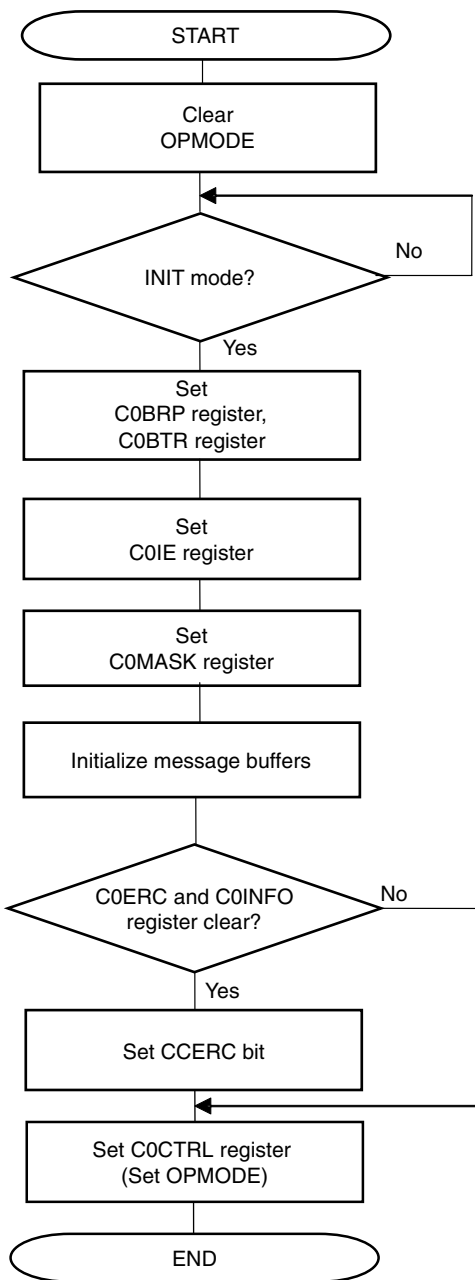 START
Clear
OPMODE
INIT mode?
No
Yes
Set
C0BRP register,
C0BTR register
Set
C0IE register
Set
C0MASK register
Initialize message buffers
C0ERC and C0INFO
register clear?
No
Yes
Set CCERC bit
Set C0CTRL register
(Set OPMODE)
END